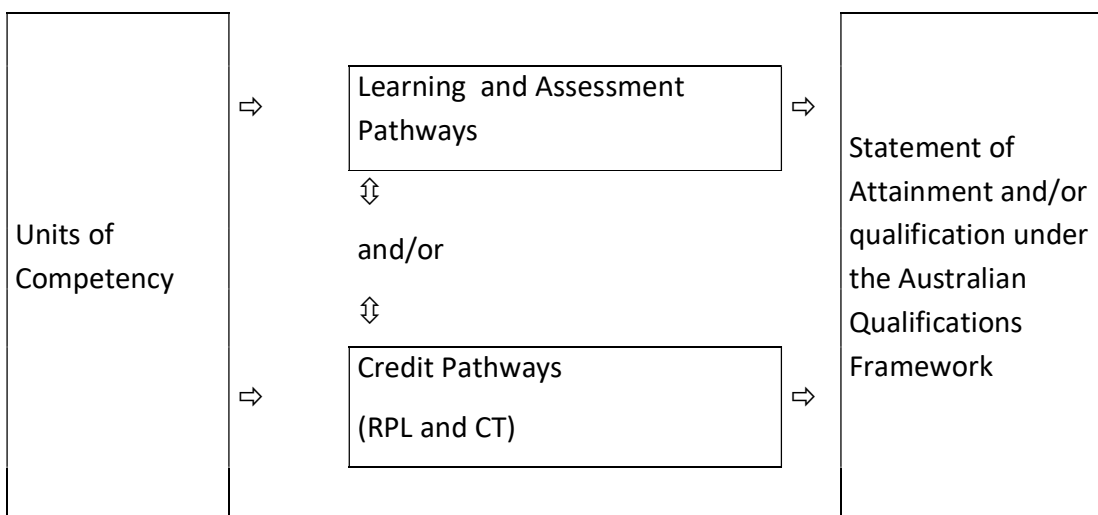 Units of
Competency
⇨
Learning and Assessment
Pathways
⇨
⇕
and/or
⇕
⇨
Credit Pathways
(RPL and CT)
⇨
Statement of
Attainment and/or
qualification under
the Australian
Qualifications
Framework